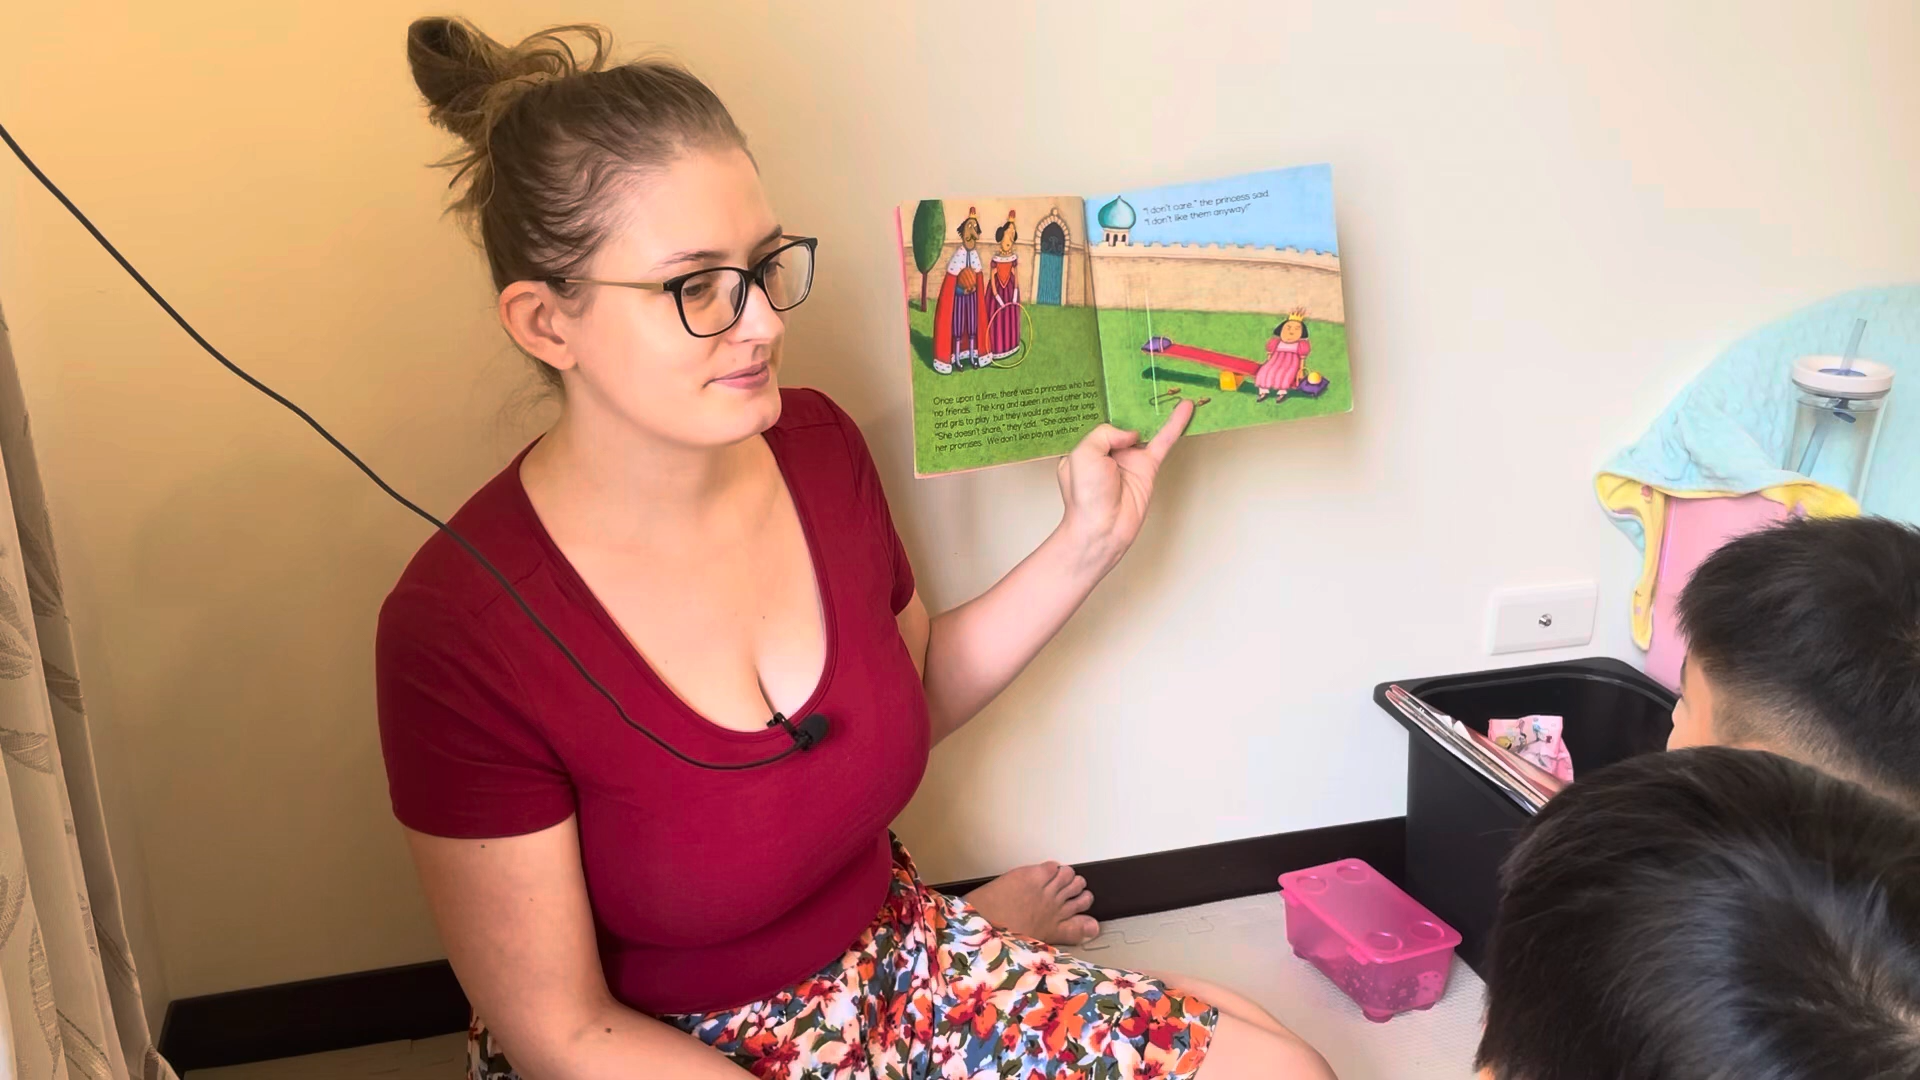 Once upon a time, there was a princess who had
no friends. The king and queen invited other boys
and girls to play, but they would not stay for long.
"She doesn't share," they said. "She doesn't keep
her promises. We don't like playing with her."
"I don't care," the princess said.
"I don't like them anyway!"